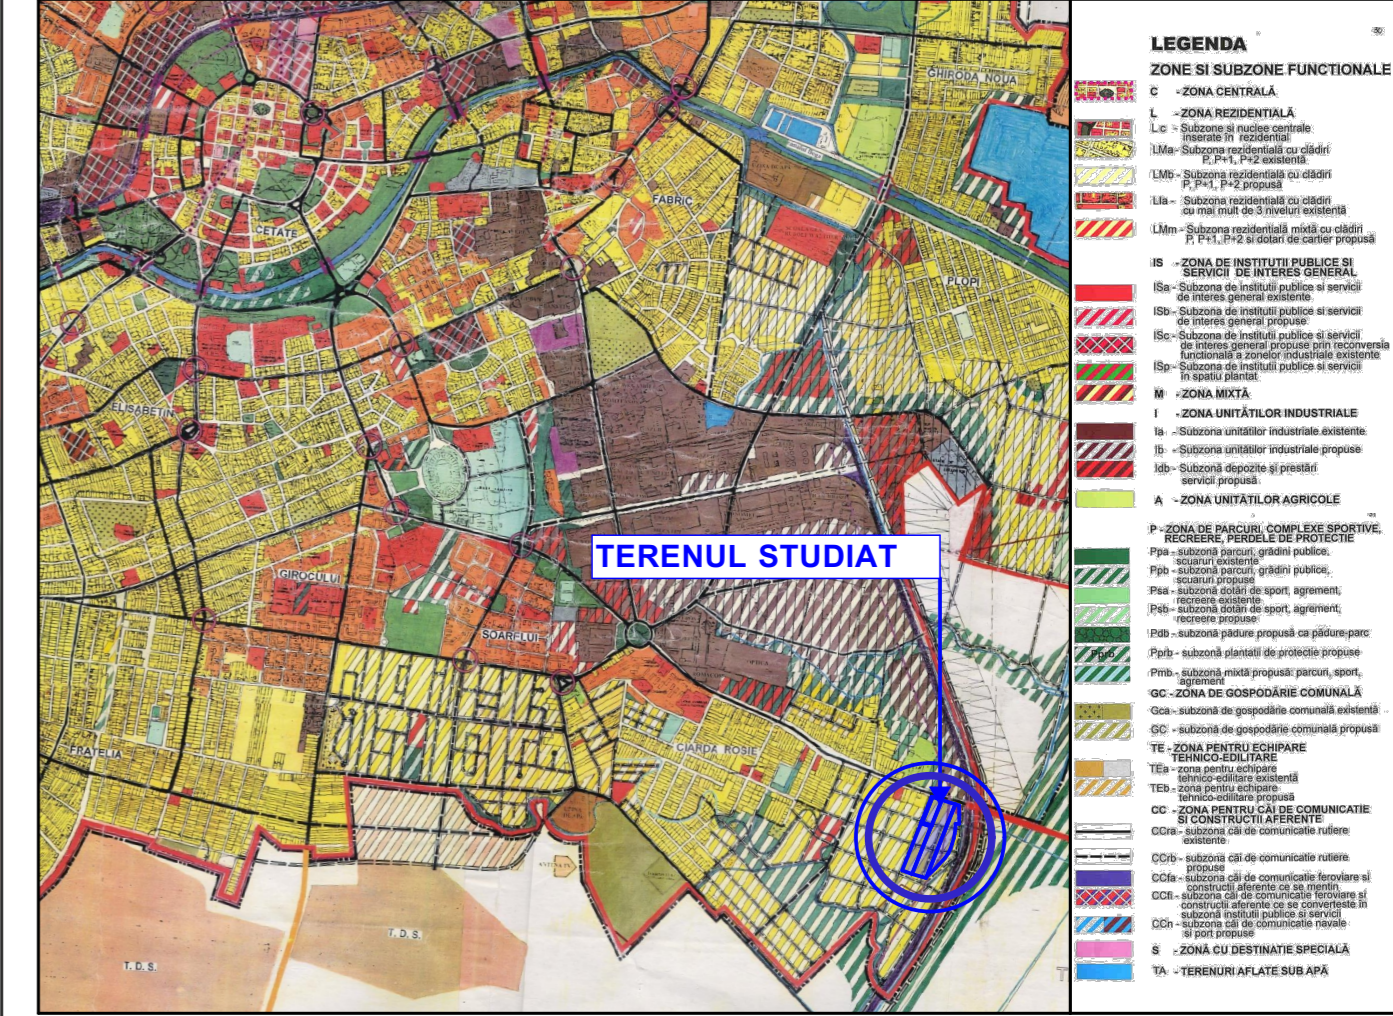 GHIRODA NOUA
FABRIC
CETATE
PLOPI
ELISABETIN
TERENUL STUDIAT
GIROCULUI
SOARELUI
CIARDA ROSIE
FRATELIA
T. D. S.
T. D. S.
LEGENDA
ZONE SI SUBZONE FUNCTIONALE
C - ZONA CENTRALĂ
L - ZONA REZIDENTIALĂ
L c - Subzone si nuclee centrale
inserate în rezidential
LMa - Subzona rezidentială cu clădiri
P, P+1, P+2 existentă
LMb - Subzona rezidentială cu clădiri
P, P+1, P+2 propusă
LIa - Subzona rezidentială cu clădiri
cu mai mult de 3 niveluri existentă
LMm - Subzona rezidentială mixtă cu clădiri
P, P+1, P+2 si dotari de cartier propusă
IS - ZONA DE INSTITUTII PUBLICE SI
SERVICII DE INTERES GENERAL
ISa - Subzona de institutii publice si servicii
de interes general existente
ISb - Subzona de institutii publice si servicii
de interes general propuse
ISc - Subzona de institutii publice si servicii
de interes general propuse prin reconversia
functională a zonelor industriale existente
ISp - Subzona de institutii publice si servicii
în spatiu plantat
M - ZONA MIXTĂ
I - ZONA UNITĂTILOR INDUSTRIALE
Ia - Subzona unitătilor industriale existente
Ib - Subzona unitătilor industriale propuse
Idb - Subzonă depozite şi prestări
servicii propusă
A - ZONA UNITĂTILOR AGRICOLE
P - ZONA DE PARCURI, COMPLEXE SPORTIVE,
RECREERE, PERDELE DE PROTECTIE
Ppa - subzonă parcuri, grădini publice,
scuaruri existente
Ppb - subzonă parcuri, grădini publice,
scuaruri propuse
Psa - subzonă dotări de sport, agrement,
recreere existente
Psb - subzonă dotări de sport, agrement,
recreere propuse
Pdb - subzonă pădure propusă ca pădure-parc
Pprb Pprb - subzonă plantatii de protectie propuse
Pmb - subzonă mixtă propusă: parcuri, sport,
agrement
GC - ZONA DE GOSPODĂRIE COMUNALĂ
Gca - subzonă de gospodărie comunală existentă
GC - subzonă de gospodărie comunală propusă
TE - ZONA PENTRU ECHIPARE
TEHNICO-EDILITARE
TEa - zona pentru echipare
tehnico-edilitare existentă
TEb - zona pentru echipare
tehnico-edilitare propusă
CC - ZONA PENTRU CĂI DE COMUNICATIE
SI CONSTRUCTII AFERENTE
CCra - subzona căi de comunicatie rutiere
existente
CCrb - subzona căi de comunicatie rutiere
propuse
CCfa - subzona căi de comunicatie feroviare si
constructii aferente ce se mentin
CCfi - subzona căi de comunicatie feroviare si
constructii aferente ce se converteste în
subzonă institutii publice si servicii
CCn - subzona căi de comunicatie navale
si port propuse
S - ZONĂ CU DESTINATIE SPECIALĂ
TA - TERENURI AFLATE SUB APĂ